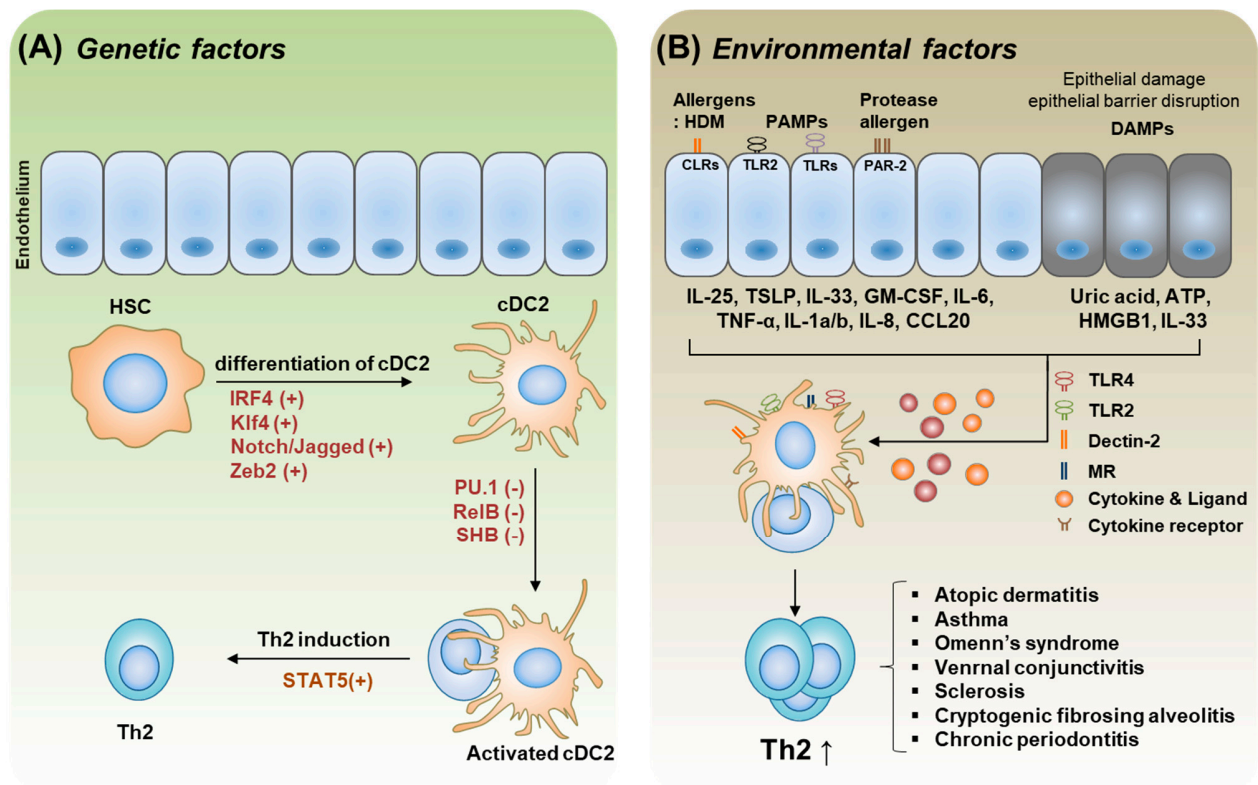 (A) Genetic factors
Endothelium
HSC
cDC2
differentiation of cDC2
IRF4 (+)
Klf4 (+)
Notch/Jagged (+)
Zeb2 (+)
PU.1 (-)
RelB (-)
SHB (-)
Th2 induction
STAT5(+)
Th2
Activated cDC2
(B) Environmental factors
Allergens
: HDM
PAMPs
Protease
allergen
Epithelial damage
epithelial barrier disruption
DAMPs
CLRs
TLR2
TLRs
PAR-2
IL-25, TSLP, IL-33, GM-CSF, IL-6,
TNF-α, IL-1a/b, IL-8, CCL20
Uric acid, ATP,
HMGB1, IL-33
TLR4
TLR2
Dectin-2
MR
Cytokine & Ligand
Cytokine receptor
Th2 ↑
▪ Atopic dermatitis
▪ Asthma
▪ Omenn's syndrome
▪ Venrnal conjunctivitis
▪ Sclerosis
▪ Cryptogenic fibrosing alveolitis
▪ Chronic periodontitis